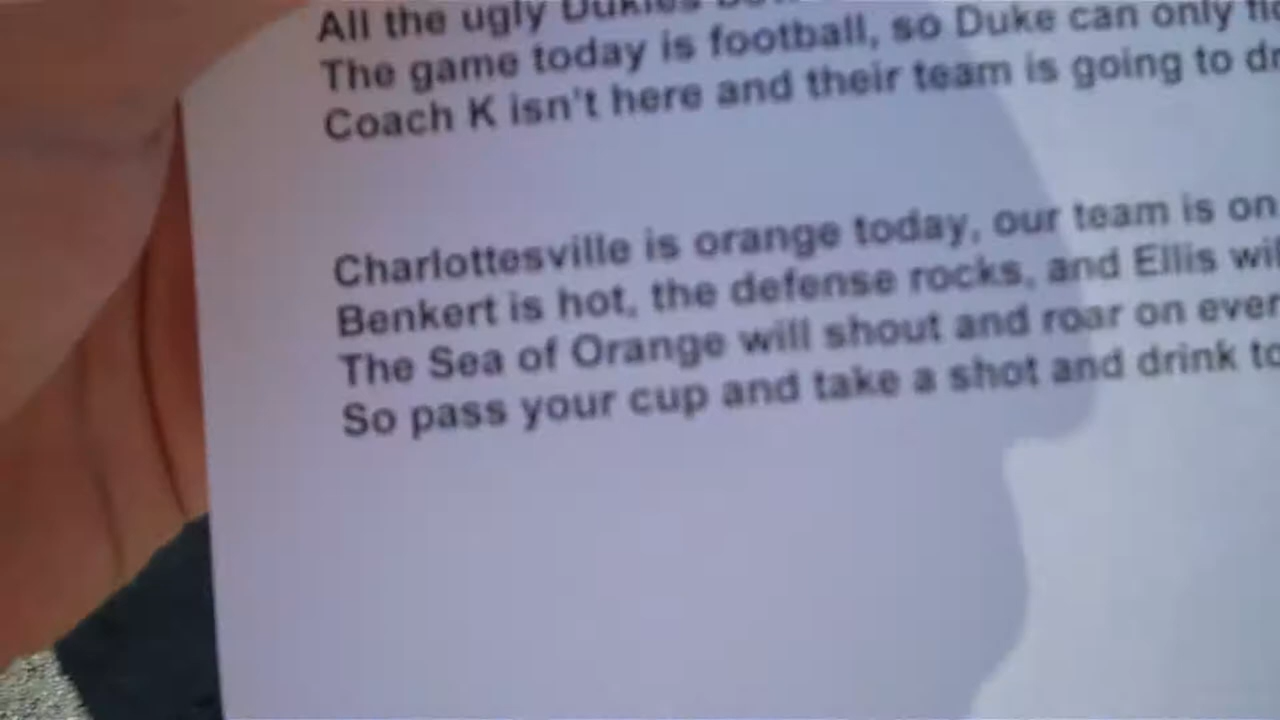 All the ugly Dukies
The game today is football, so Duke can only
Coach K isn't here and their team is going to
Charlottesville is orange today, our team is on
Benkert is hot, the defense rocks, and Ellis
The Sea of Orange will shout and roar on
So pass your cup and take a shot and drink